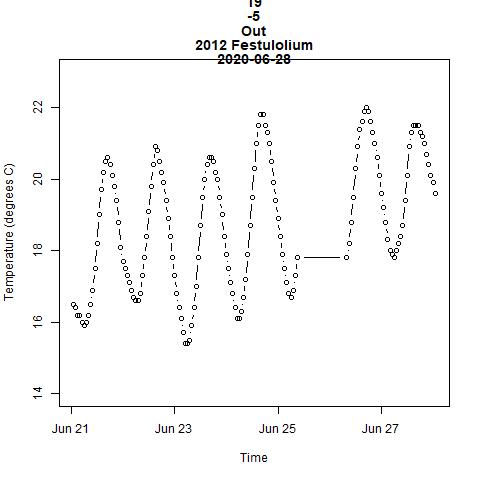 19
-5
Out
2012 Festulolium
2020-06-28
Temperature (degrees C)
22
20
18
16
14
Jun 21 Jun 23 Jun 25 Jun 27
Time